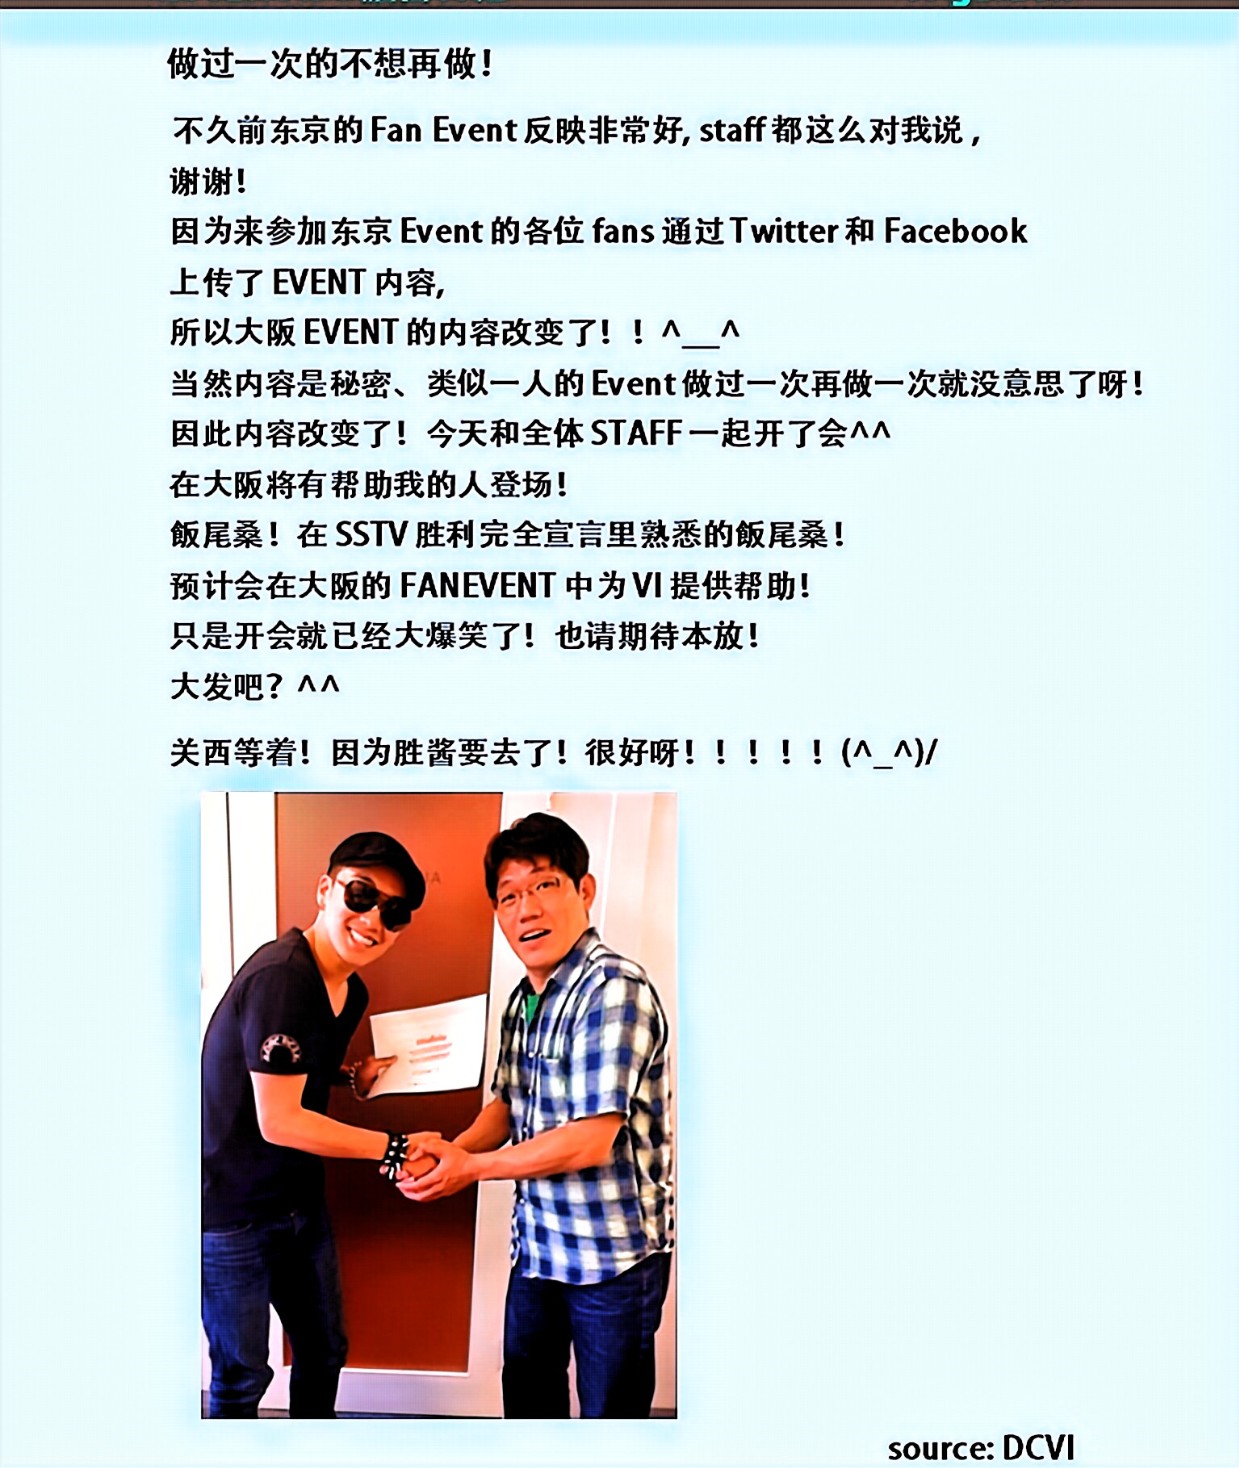 做过一次的不想再做！
不久前东京的 Fan Event 反映非常好, staff 都这么对我说 ,
谢谢！
因为来参加东京 Event 的各位 fans 通过 Twitter 和 Facebook
上传了 EVENT 内容,
所以大阪 EVENT 的内容改变了！！^__^
当然内容是秘密、类似一人的 Event 做过一次再做一次就没意思了呀！
因此内容改变了！今天和全体 STAFF 一起开了会^^
在大阪将有帮助我的人登场！
飯尾桑！在 SSTV 胜利完全宣言里熟悉的飯尾桑！
预计会在大阪的 FANEVENT 中为 VI 提供帮助！
只是开会就已经大爆笑了！也请期待本放！
大发吧？^^
关西等着！因为胜酱要去了！很好呀！！！！！(^_^)/
source: DCVI